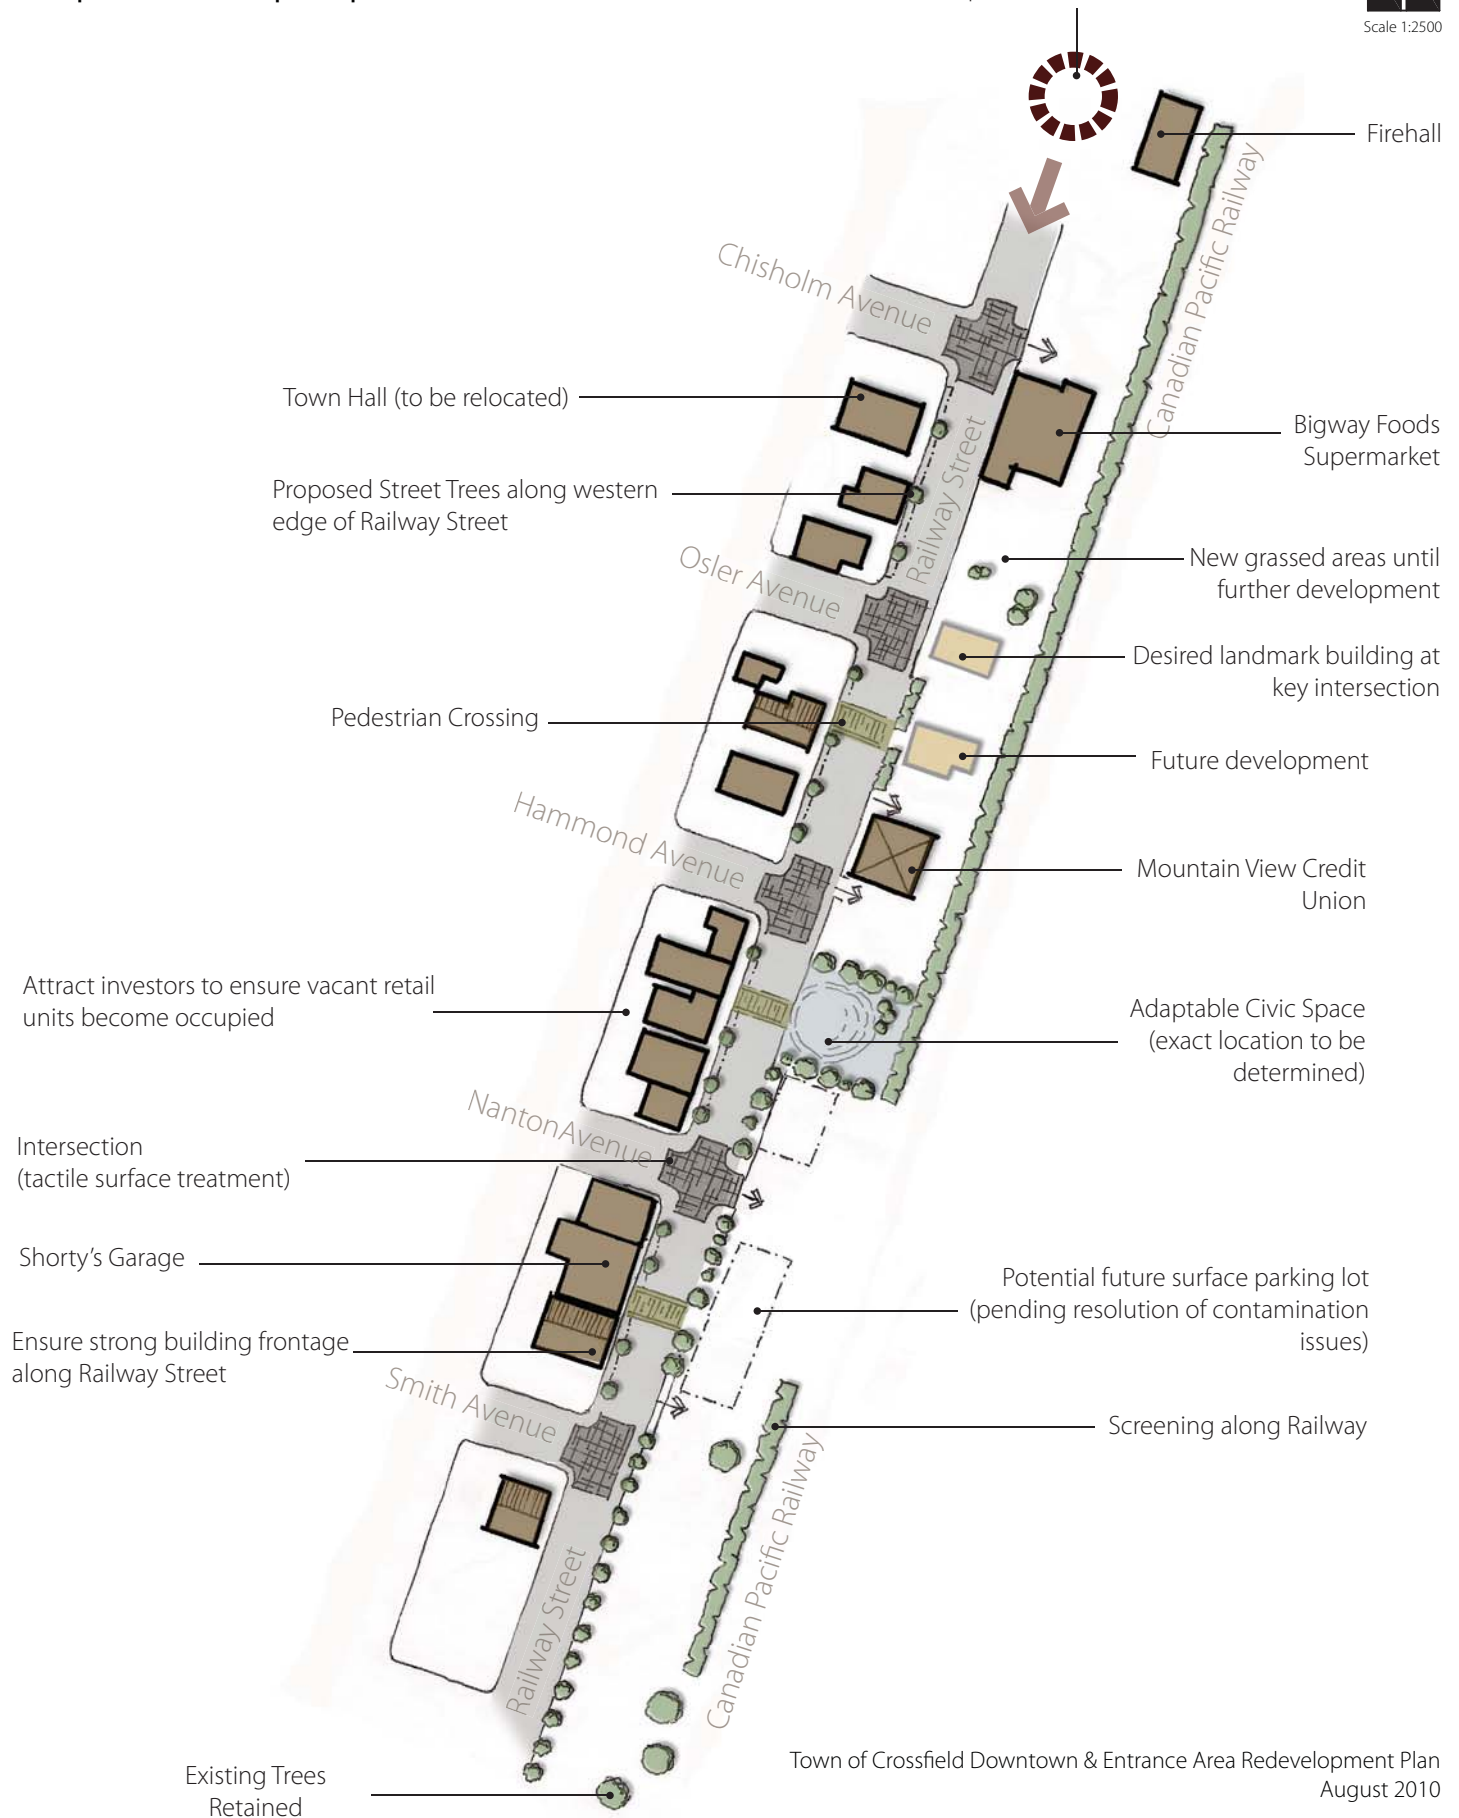 Scale 1:2500
Firehall
Canadian Pacific Railway
Chisholm Avenue
Town Hall (to be relocated)
Railway Street
Bigway Foods
Supermarket
Proposed Street Trees along western
edge of Railway Street
Osler Avenue
New grassed areas until
further development
Desired landmark building at
key intersection
Pedestrian Crossing
Future development
Hammond Avenue
Mountain View Credit
Union
Attract investors to ensure vacant retail
units become occupied
Adaptable Civic Space
(exact location to be
determined)
NantonAvenue
Intersection
(tactile surface treatment)
Shorty's Garage
Potential future surface parking lot
(pending resolution of contamination
issues)
Ensure strong building frontage
along Railway Street
Smith Avenue
Screening along Railway
Canadian Pacific Railway
Railway Street
Existing Trees
Retained
Town of Crossfield Downtown & Entrance Area Redevelopment Plan
August 2010